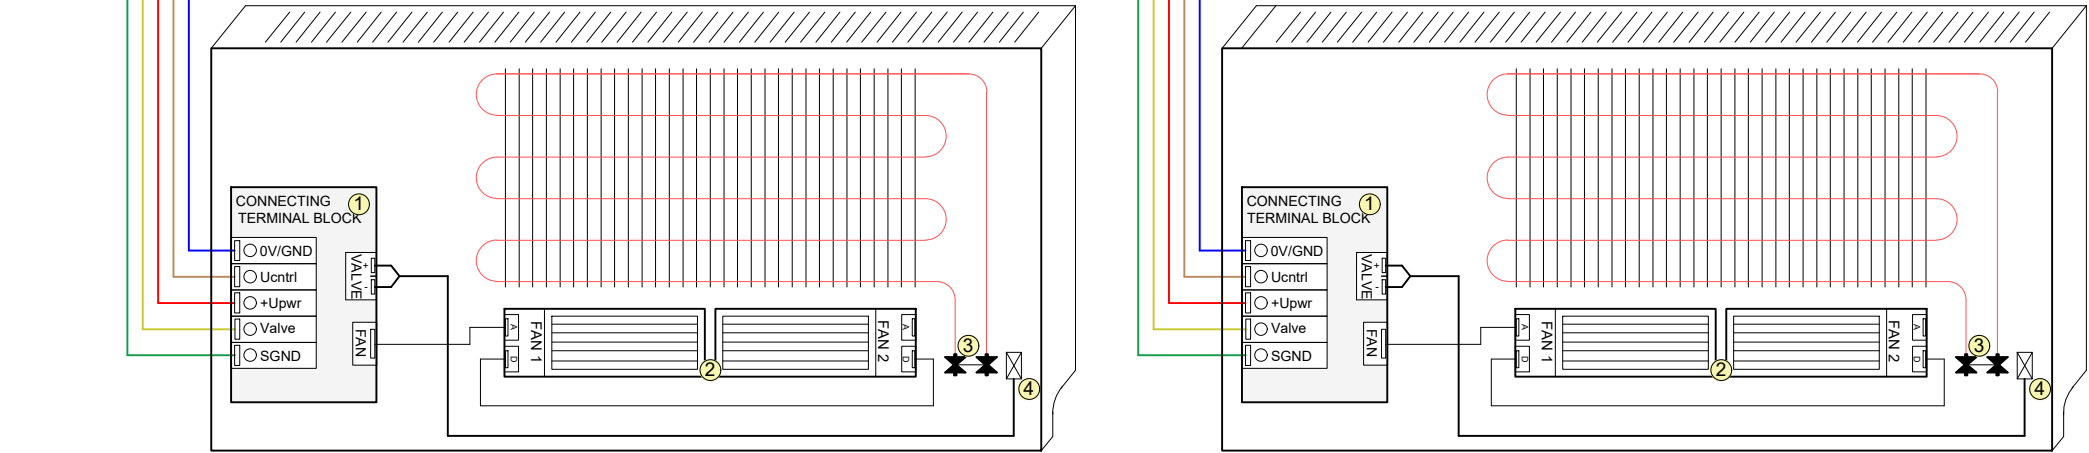 CONNECTING
TERMINAL BLOCK
1
0V/GND
Ucntrl
+Upwr
Valve
SGND
VALVE
+
-
FAN
A
D
FAN 1
2
FAN 2
A
D
3
4
CONNECTING
TERMINAL BLOCK
1
0V/GND
Ucntrl
+Upwr
Valve
SGND
VALVE
+
-
FAN
A
D
FAN 1
2
FAN 2
A
D
3
4